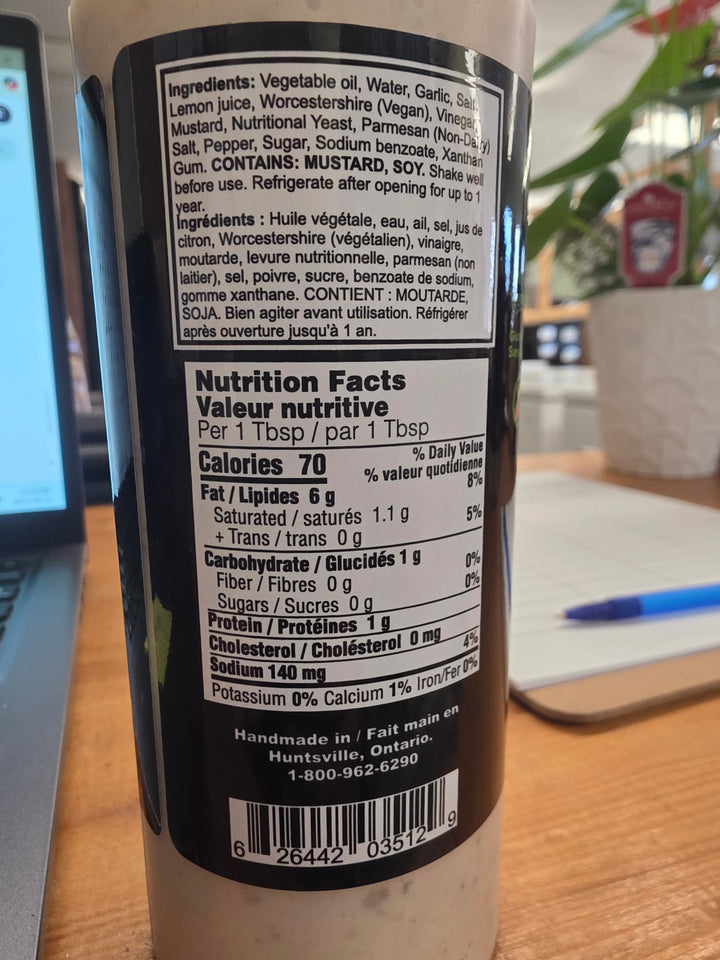 Ingredients: Vegetable oil, Water, Garlic, Salt,
Lemon juice, Worcestershire (Vegan), Vinegar,
Mustard, Nutritional Yeast, Parmesan (Non-Dairy)
Salt, Pepper, Sugar, Sodium benzoate, Xanthan
Gum. CONTAINS: MUSTARD, SOY. Shake well
before use. Refrigerate after opening for up to 1
year.
Ingrédients : Huile végétale, eau, ail, sel, jus de
citron, Worcestershire (végétalien), vinaigre,
moutarde, levure nutritionnelle, parmesan (non
laitier), sel, poivre, sucre, benzoate de sodium,
gomme xanthane. CONTIENT : MOUTARDE,
SOJA. Bien agiter avant utilisation. Réfrigérer
après ouverture jusqu'à 1 an.
Nutrition Facts
Valeur nutritive
Per 1 Tbsp / par 1 Tbsp
% Daily Value
Calories 70
% valeur quotidienne
Fat / Lipides 6 g 8%
Saturated / saturés 1.1 g 5%
+ Trans / trans 0 g
Carbohydrate / Glucidés 1 g 0%
Fiber / Fibres 0 g 0%
Sugars / Sucres 0 g
Protein / Protéines 1 g
Cholesterol / Choléstérol 0 mg
Sodium 140 mg 4%
Potassium 0% Calcium 1% Iron/Fer 0%
Handmade in / Fait main en
Huntsville, Ontario.
1-800-962-6290
6 26442 03512 9